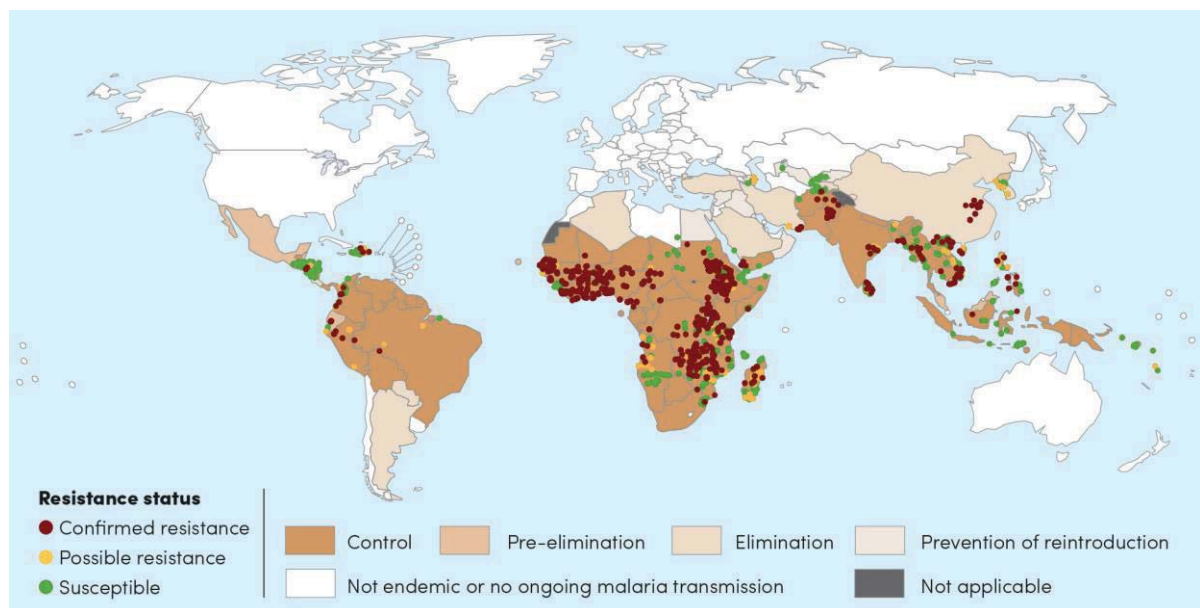 Resistance status
Confirmed resistance
Possible resistance
Susceptible
Control
Pre-elimination
Elimination
Prevention of reintroduction
Not endemic or no ongoing malaria transmission
Not applicable